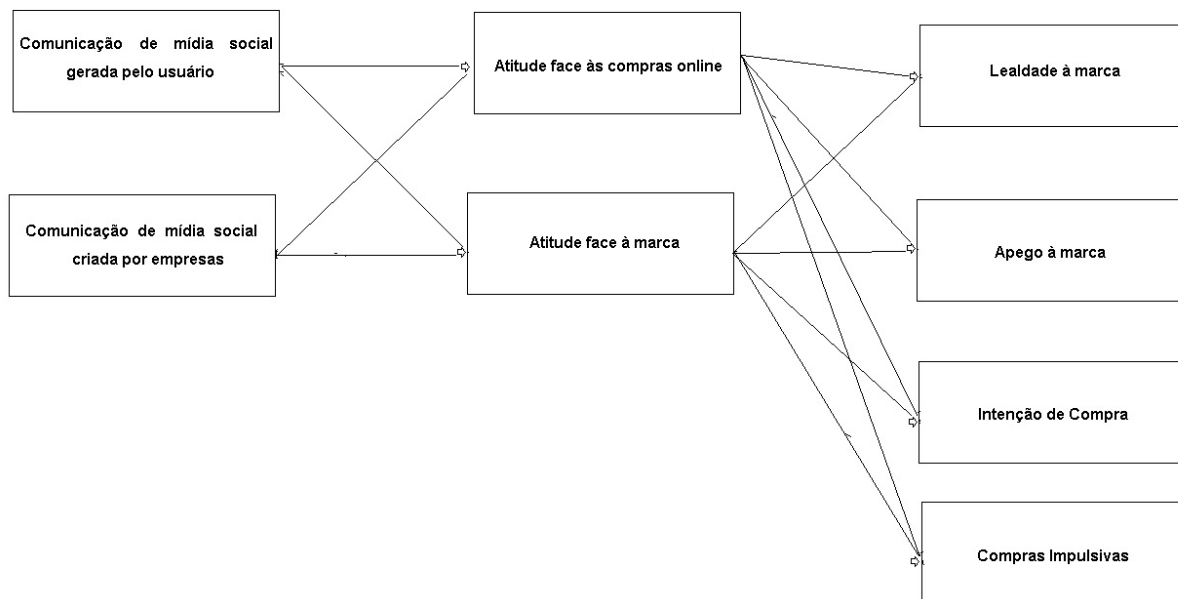 Comunicação de mídia social
gerada pelo usuário
Atitude face às compras online
Lealdade à marca
Comunicação de mídia social
criada por empresas
Atitude face à marca
Apego à marca
Intenção de Compra
Compras Impulsivas